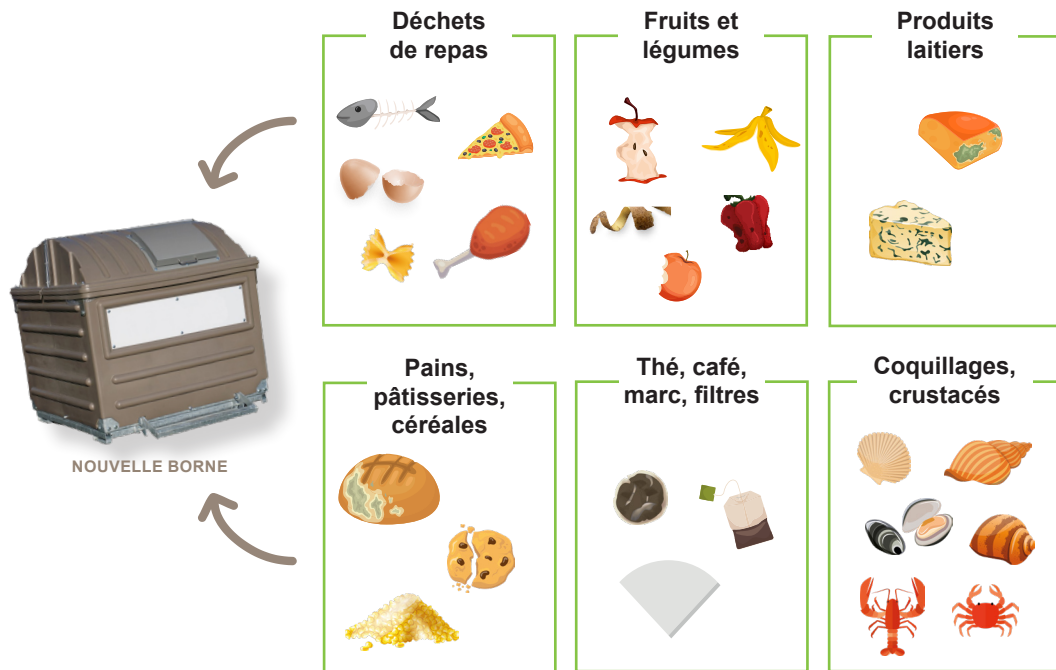 Déchets
de repas
Fruits et
légumes
Produits
laitiers
NOUVELLE BORNE
Pains,
pâtisseries,
céréales
Thé, café,
marc, filtres
Coquillages,
crustacés